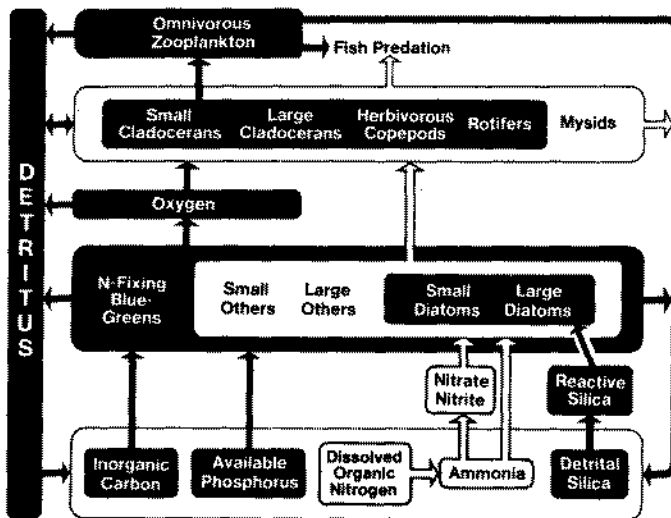 Omnivorous
Zooplankton
Fish Predation
Small
Cladocerans
Large
Cladocerans
Herbivorous
Copepods
Rotifers
Mysids
DETRITUS
Oxygen
N-Fixing
Blue-
Greens
Small
Others
Large
Others
Small
Diatoms
Large
Diatoms
Nitrate
Nitrite
Reactive
Silica
Inorganic
Carbon
Available
Phosphorus
Dissolved
Organic
Nitrogen
Ammonia
Detrital
Silica